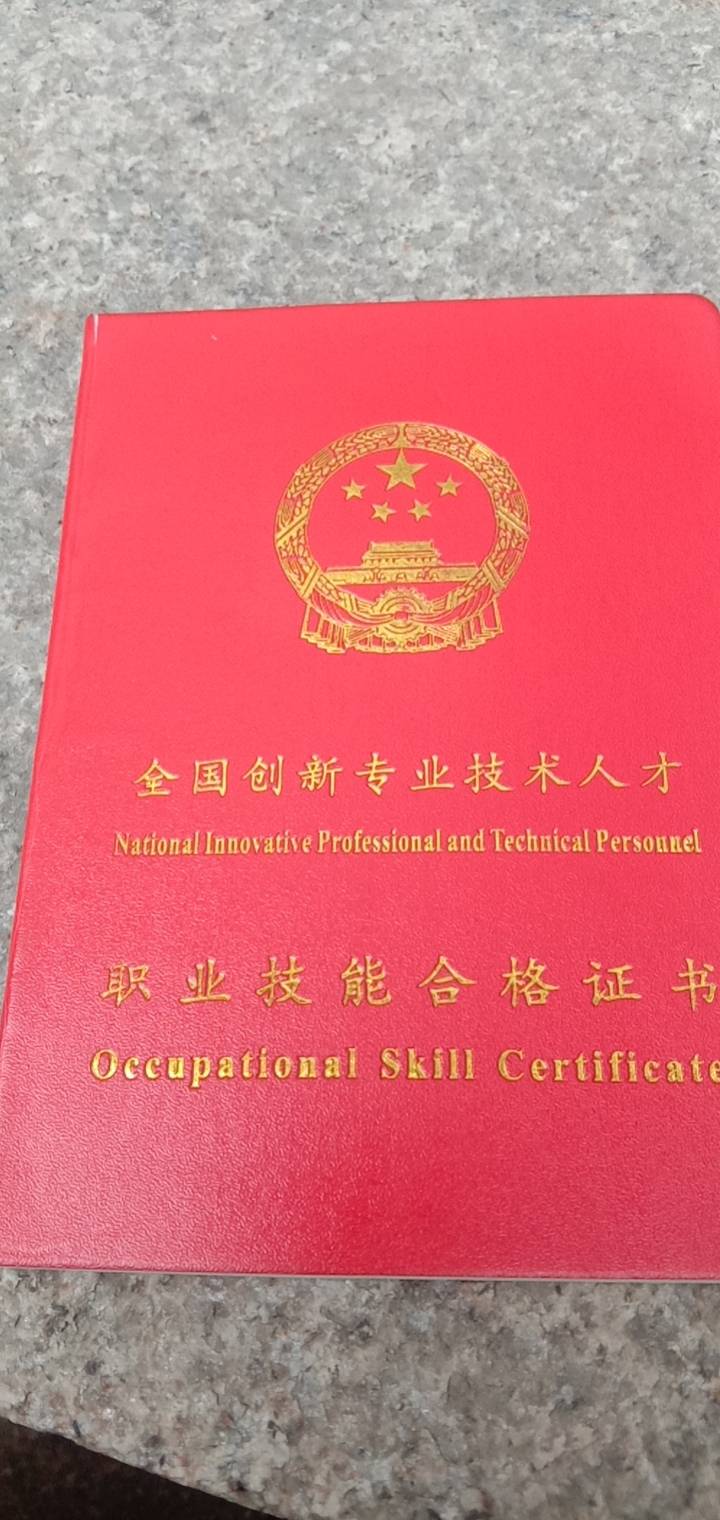 全国创新专业技术人才
National Innovative Professional and Technical Personnel
职业技能合格证书
Occupational Skill Certificate